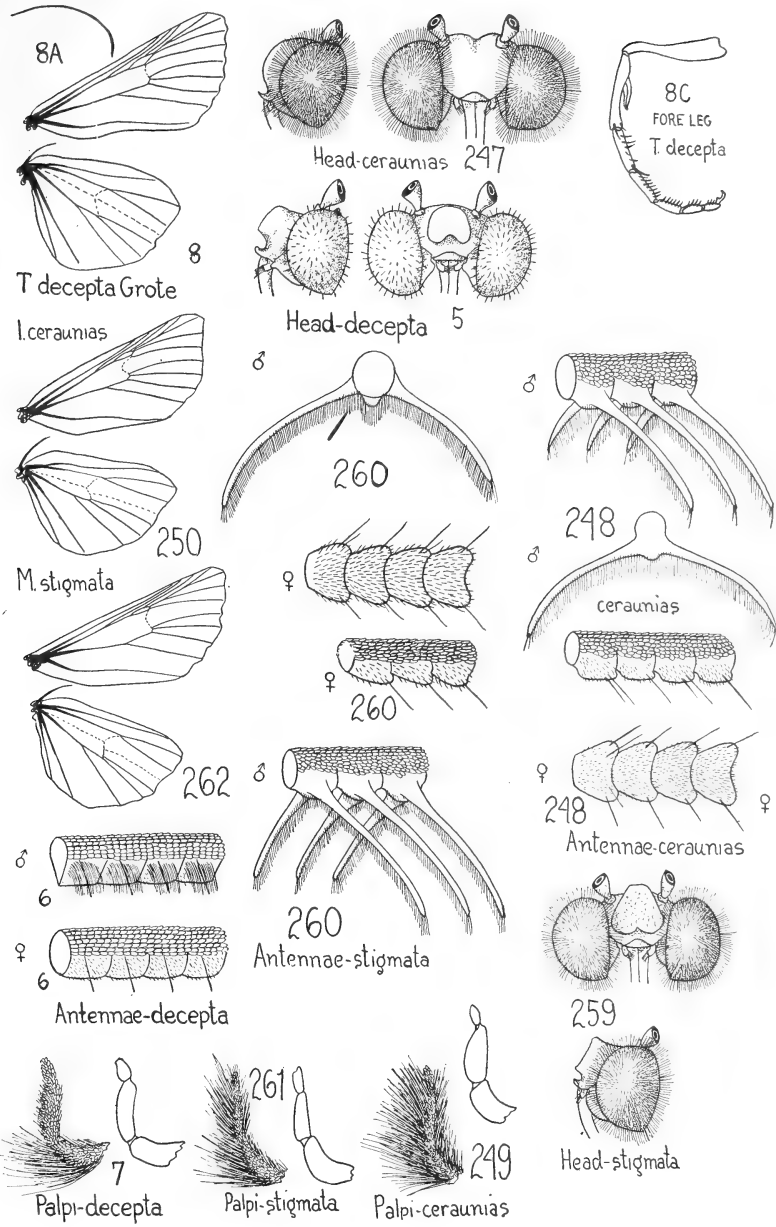 8A
8
T decepta Grote
Head-ceraunias 247
8C
FORE LEG
T. decepta
Head-decepta 5
I. ceraunias
250
♂
260
♂
248
♂
ceraunias
M. stigmata
262
♀
♀
260
♀
248
♀
Antennae-ceraunias
♂
260
Antennae-stigmata
♂
6
♀
6
Antennae-decepta
259
Head-stigmata
7
Palpi-decepta
261
Palpi-stigmata
249
Palpi-ceraunias